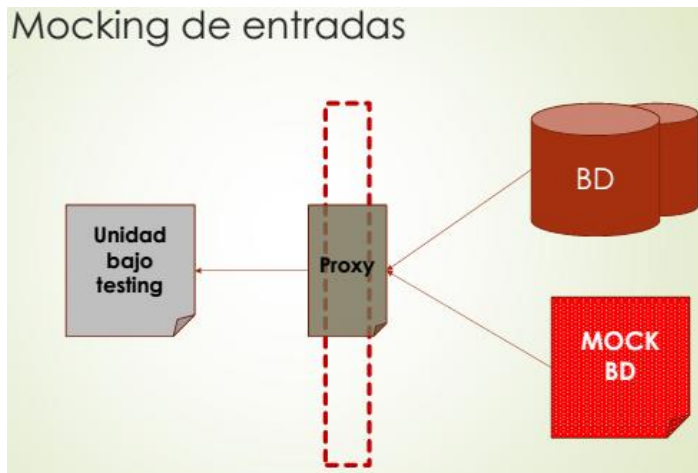 Mocking de entradas
Unidad
bajo
testing
Proxy
BD
MOCK
BD